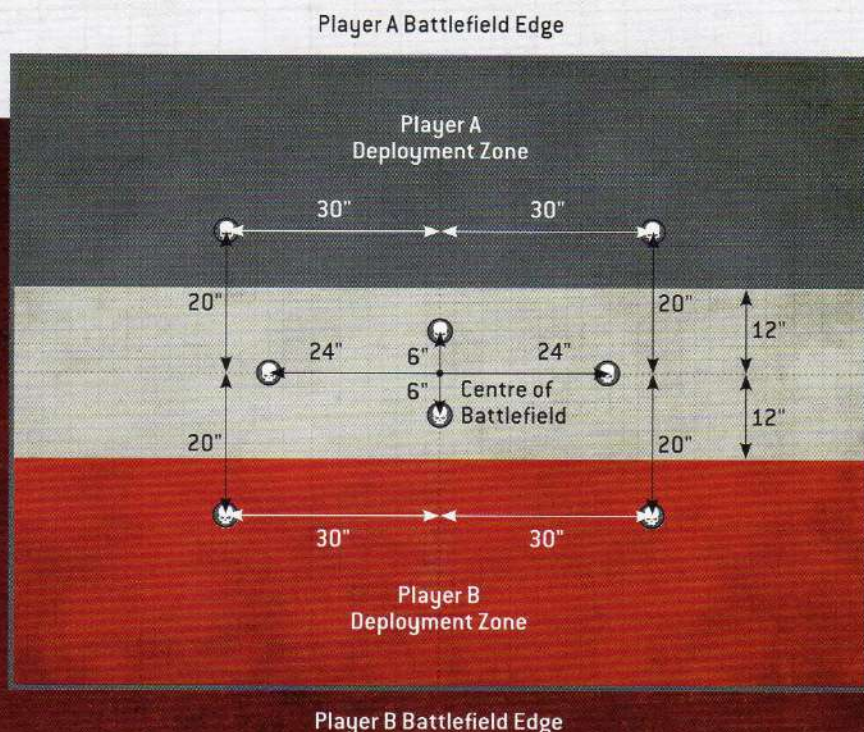 Player A Battlefield Edge
Player A
Deployment Zone
30" 30"
20" 20"
12"
24" 6" 24"
6" Centre of
Battlefield
12"
20" 20"
30" 30"
Player B
Deployment Zone
Player B Battlefield Edge